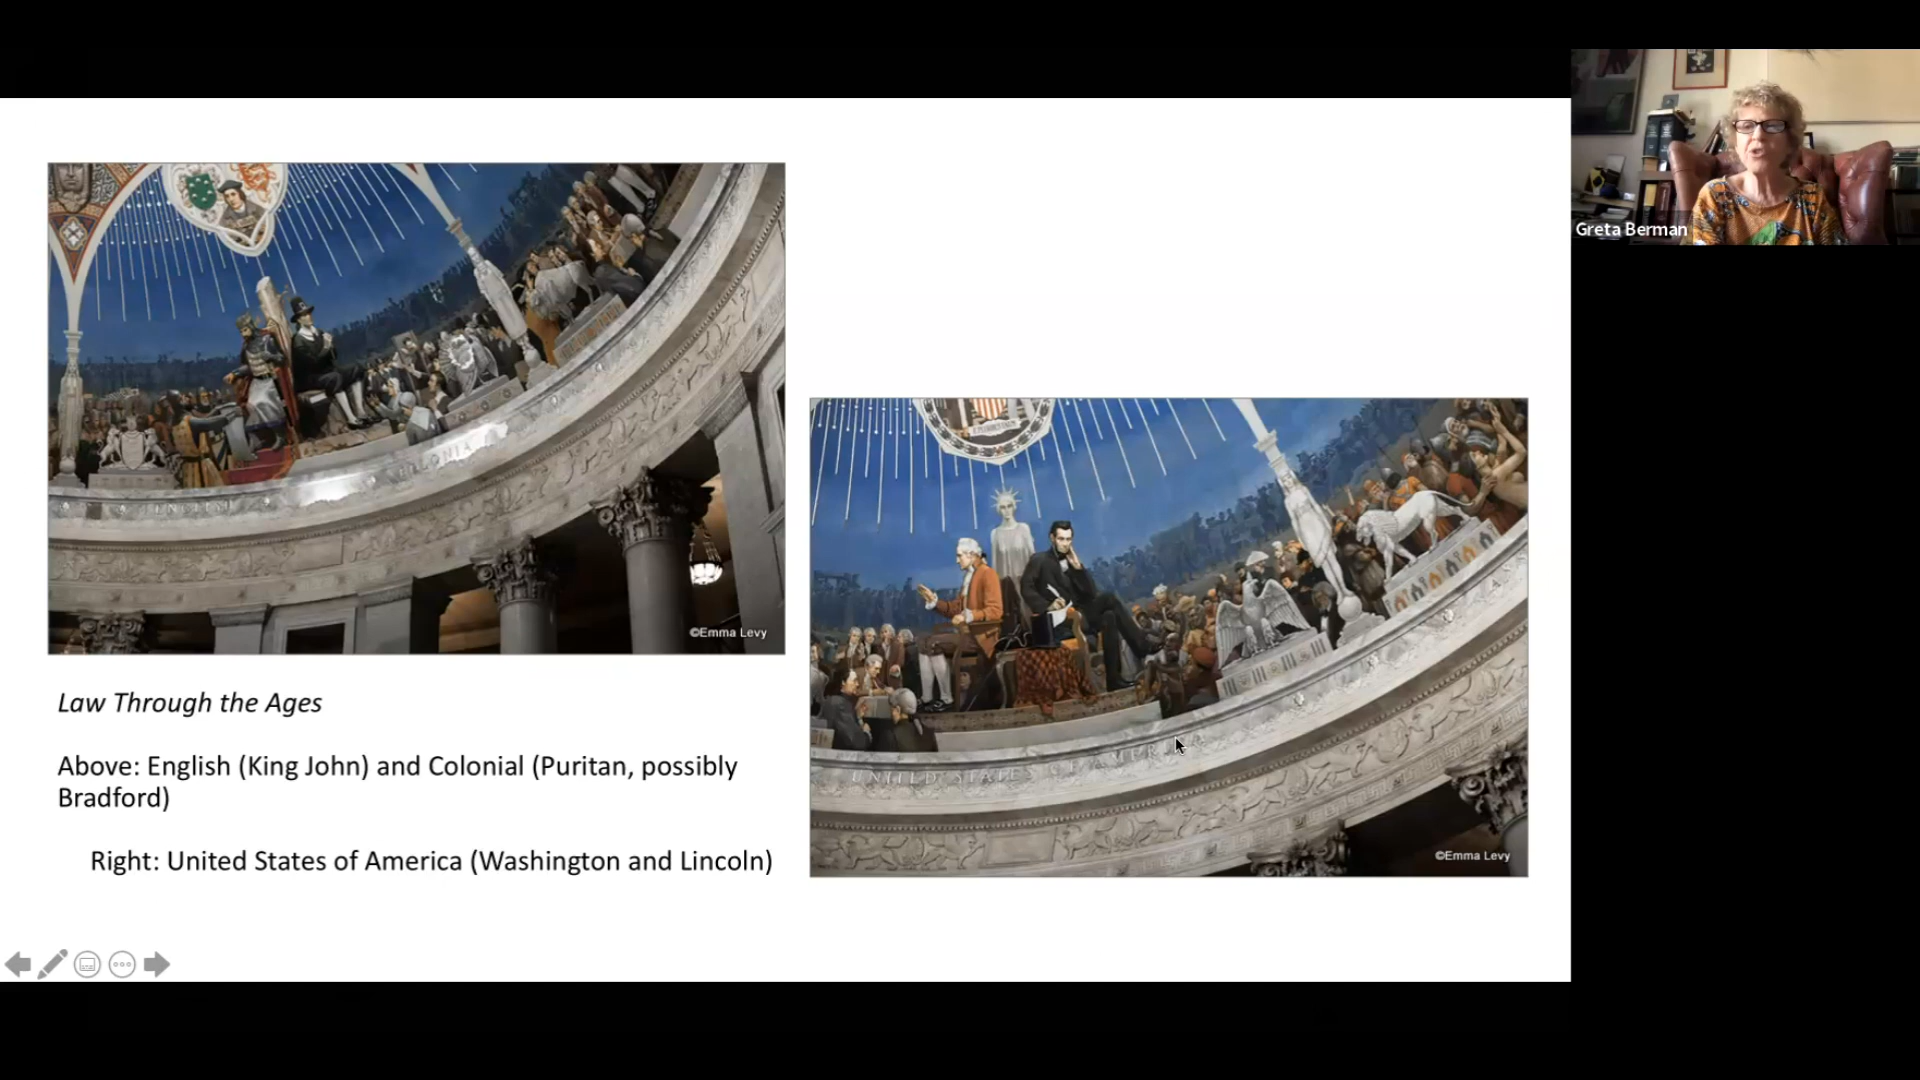 Greta Berman
©Emma Levy
Law Through the Ages
Above: English (King John) and Colonial (Puritan, possibly
Bradford)
Right: United States of America (Washington and Lincoln)
UNITED STATES OF AMERICA
©Emma Levy